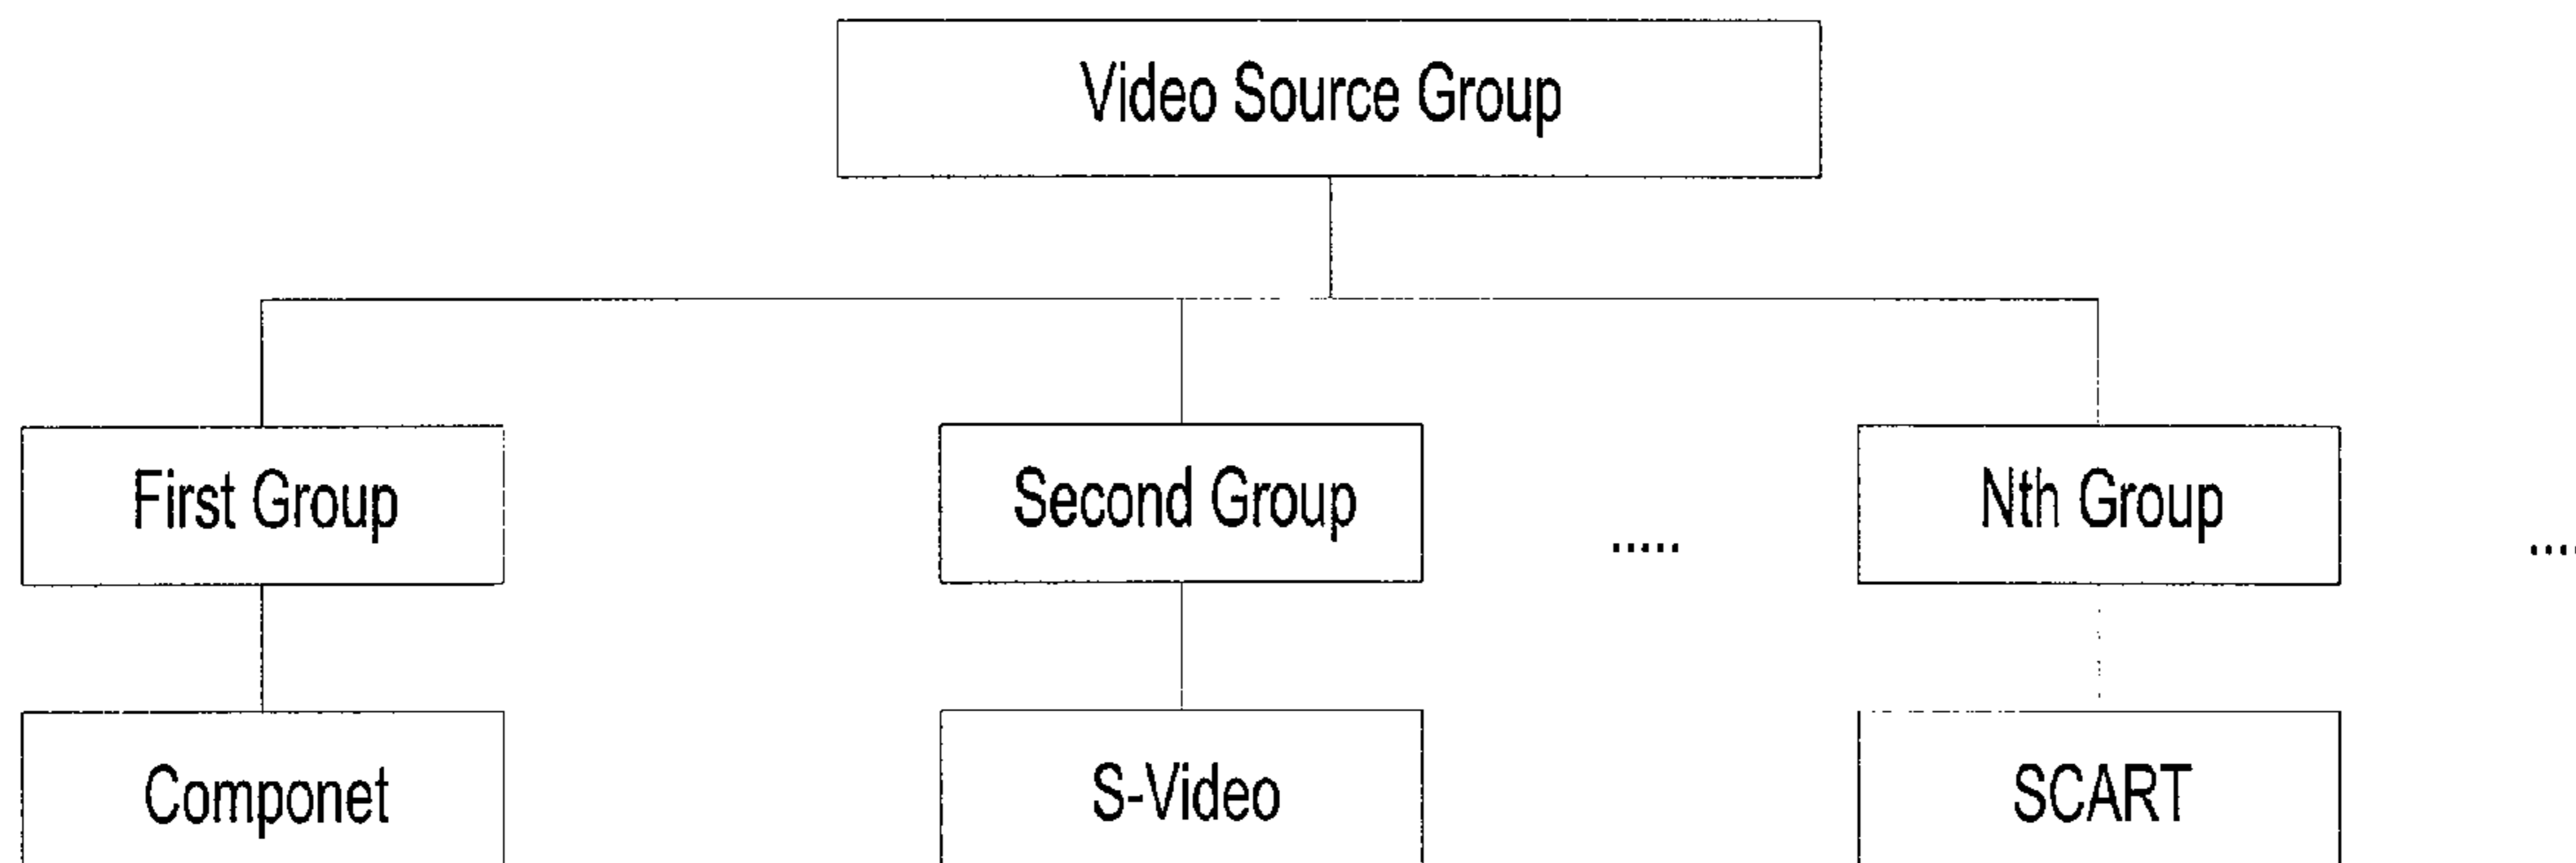 Video Source Group
First Group
Second Group
.....
Nth Group
....
Componet
S-Video
SCART